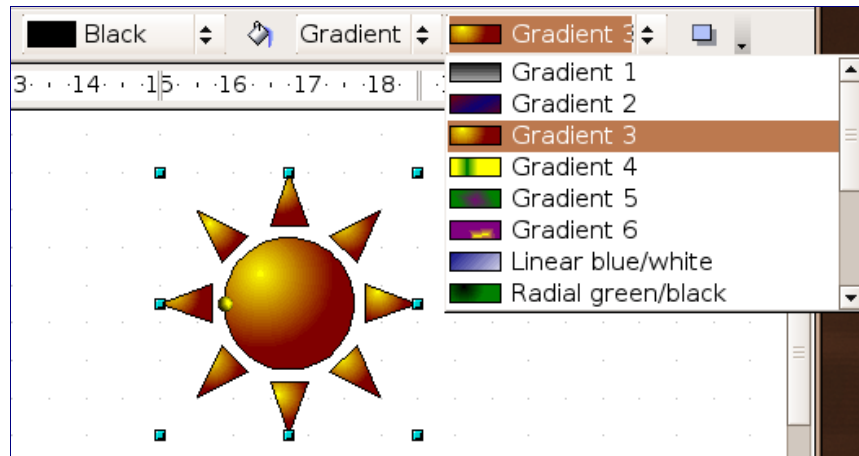 Black Gradient Gradient 3
3 · · 14 · · 15 · · 16 · · 17 · · 18 ·
Gradient 1
Gradient 2
Gradient 3
Gradient 4
Gradient 5
Gradient 6
Linear blue/white
Radial green/black